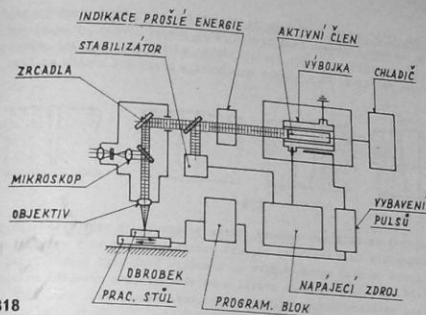 INDIKACE PROŠLÉ ENERGIE
STABILIZÁTOR
ZRCADLA
AKTIVNÍ ČLEN
VÝBOJKA
CHLADIČ
MIKROSKOP
OBJEKTIV
OBROBEK
PRAC. STŮL
PROGRAM. BLOK
NAPÁJECÍ ZDROJ
VYBAVENÍ
PULSŮ
318